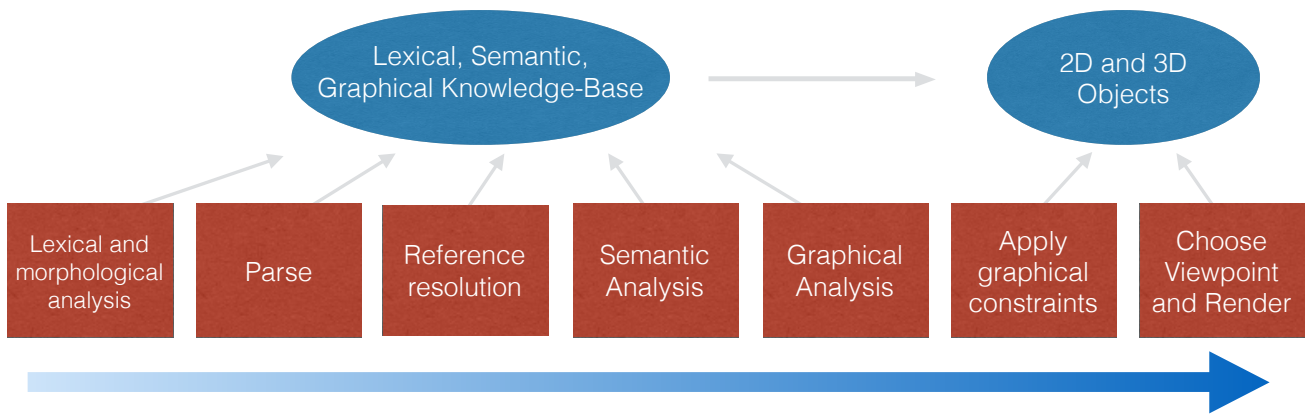 Lexical, Semantic,
Graphical Knowledge-Base
2D and 3D
Objects
Lexical and
morphological
analysis
Parse
Reference
resolution
Semantic
Analysis
Graphical
Analysis
Apply
graphical
constraints
Choose
Viewpoint
and Render